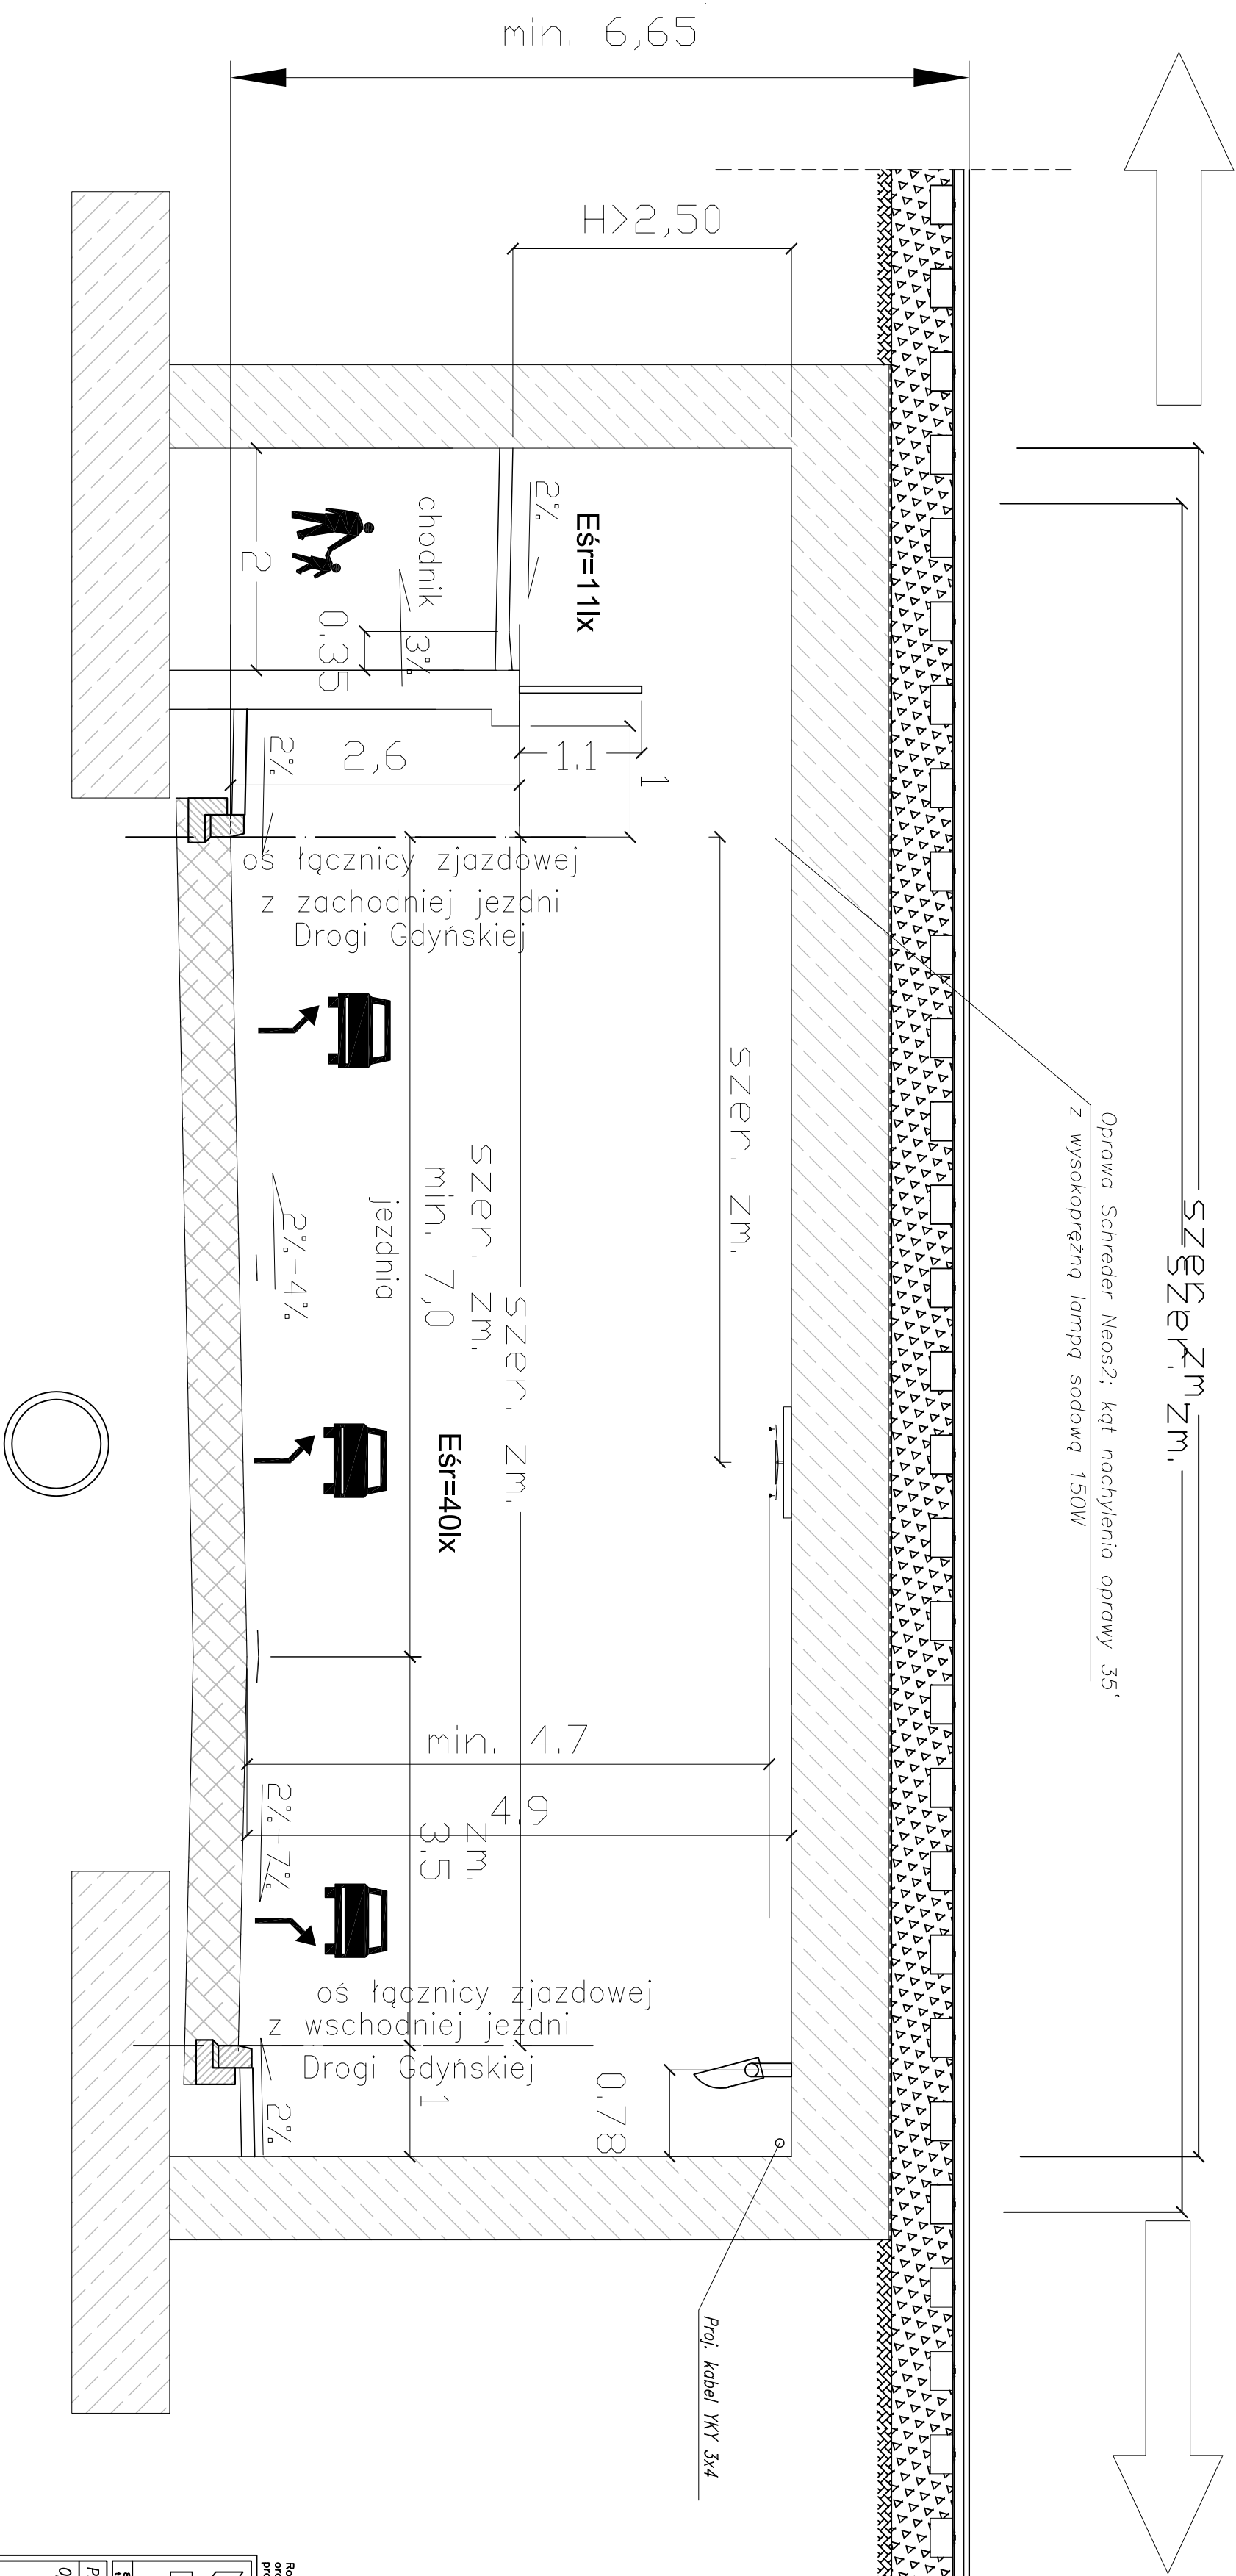 min. 6,65
szer. zm.
szer. zm.
Oprawa Schreder Neos2; kąt nachylenia oprawy 35'
z wysokoprężną lampą sodową 150W
H>2,50
szer. zm.
Eśr=11lx
2%
chodnik
3%
2
0.35
1.1
1
2,6
2%
oś łącznicy zjazdowej
z zachodniej jezdni
Drogi Gdyńskiej
szer. zm.
szer. zm.
min. 7,0
jezdnia
2%-4%
Eśr=40lx
min. 4.7
4.9
zm.
3.5
2%-7%
oś łącznicy zjazdowej
z wschodniej jezdni
Drogi Gdyńskiej
1
0.78
2%
Proj. kabel YKY 3x4